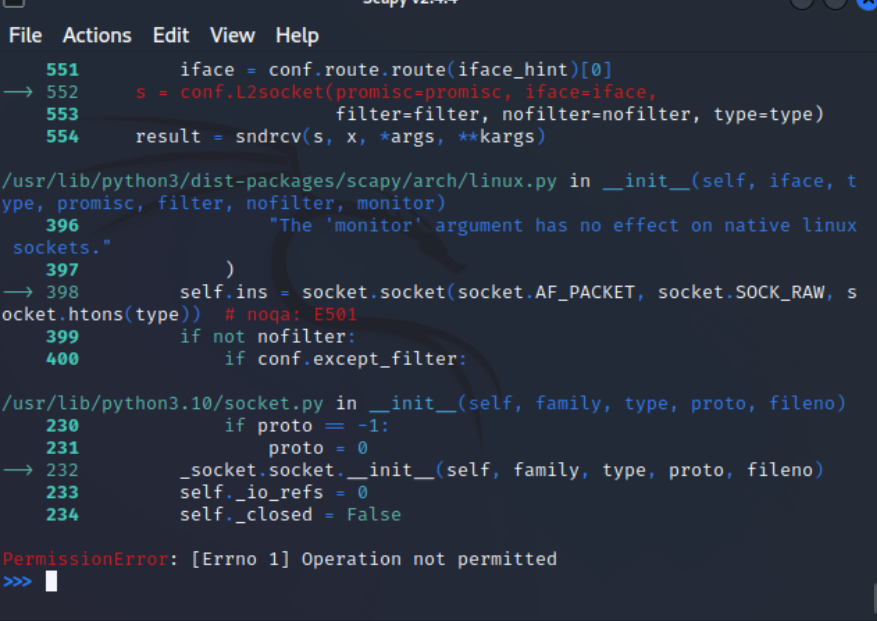 Scapy v2.4.4
File Actions Edit View Help
551 iface = conf.route.route(iface_hint)[0]
→ 552 s = conf.L2socket(promisc=promisc, iface=iface,
553 filter=filter, nofilter=nofilter, type=type)
554 result = sndrcv(s, x, *args, **kargs)
/usr/lib/python3/dist-packages/scapy/arch/linux.py in __init__(self, iface, t
ype, promisc, filter, nofilter, monitor)
396 "The 'monitor' argument has no effect on native linux
sockets."
397 )
→ 398 self.ins = socket.socket(socket.AF_PACKET, socket.SOCK_RAW, s
ocket.htons(type)) # noqa: E501
399 if not nofilter:
400 if conf.except_filter:
/usr/lib/python3.10/socket.py in __init__(self, family, type, proto, fileno)
230 if proto == -1:
231 proto = 0
→ 232 _socket.socket.__init__(self, family, type, proto, fileno)
233 self._io_refs = 0
234 self._closed = False
PermissionError: [Errno 1] Operation not permitted
>>>